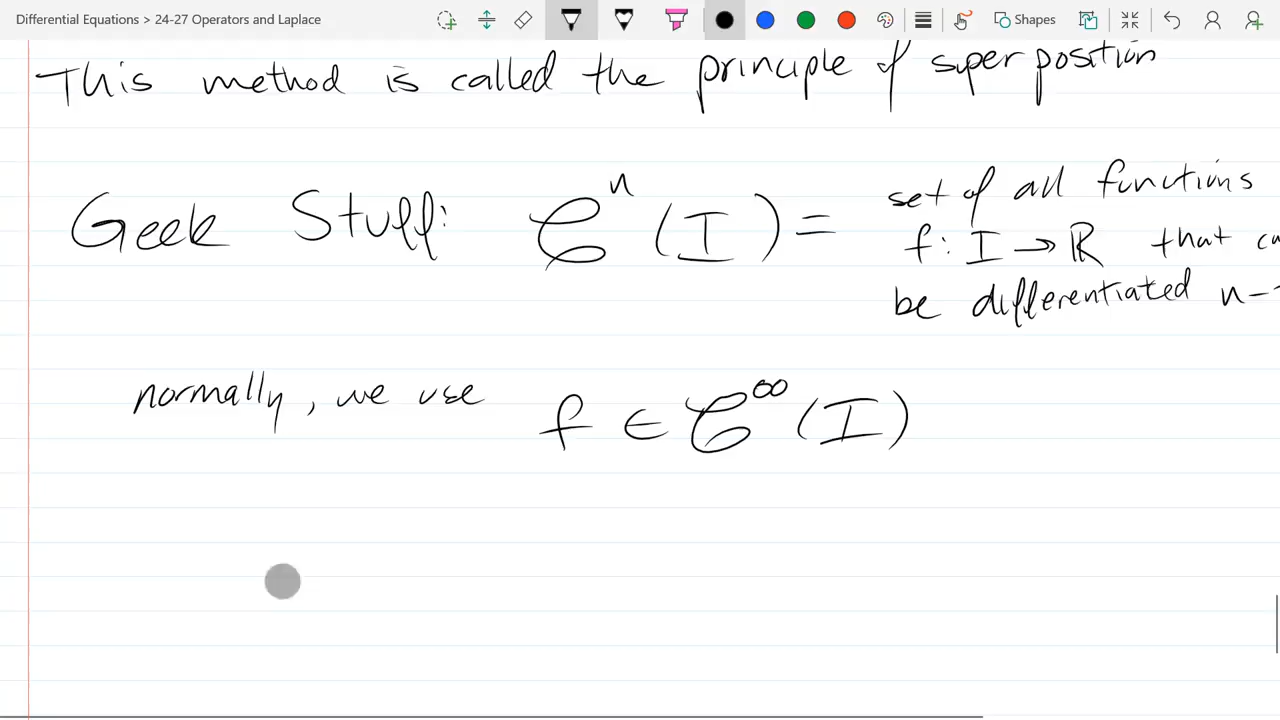 Differential Equations > 24-27 Operators and Laplace
Shapes
This method is called the principle of superposition
Geek Stuff: 𝒞ⁿ(I) = set of all functions
f: I → ℝ that
be differentiated n-
normally, we use f ∈ 𝒞^∞(I)